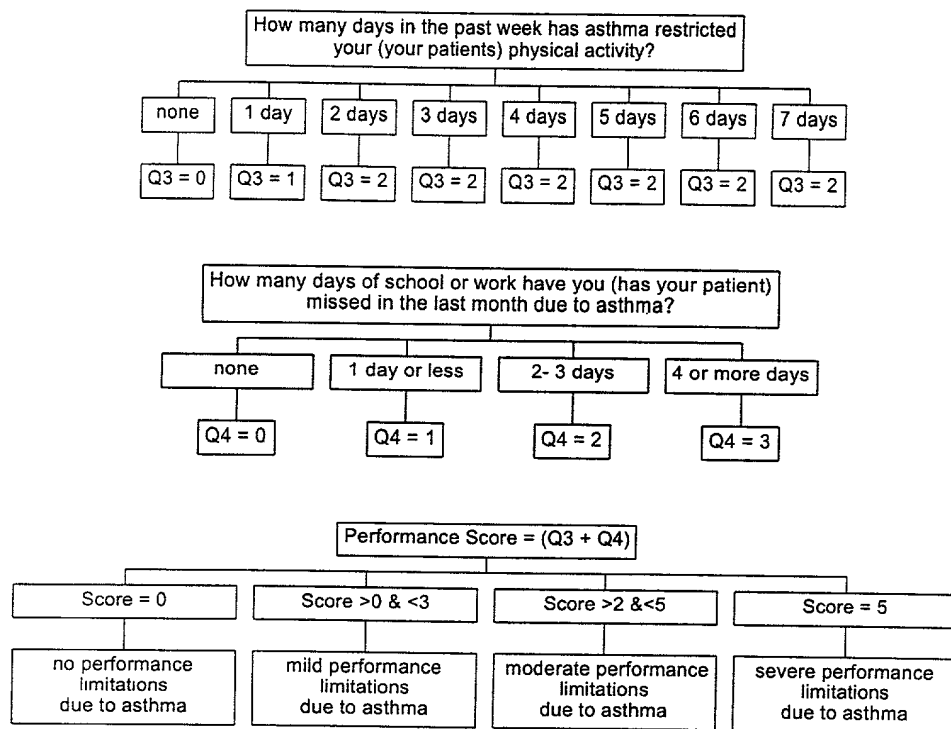 How many days in the past week has asthma restricted
your (your patients) physical activity?
none
1 day
2 days
3 days
4 days
5 days
6 days
7 days
Q3 = 0
Q3 = 1
Q3 = 2
Q3 = 2
Q3 = 2
Q3 = 2
Q3 = 2
Q3 = 2
How many days of school or work have you (has your patient)
missed in the last month due to asthma?
none
1 day or less
2- 3 days
4 or more days
Q4 = 0
Q4 = 1
Q4 = 2
Q4 = 3
Performance Score = (Q3 + Q4)
Score = 0
Score >0 & <3
Score >2 &<5
Score = 5
no performance
limitations
due to asthma
mild performance
limitations
due to asthma
moderate performance
limitations
due to asthma
severe performance
limitations
due to asthma